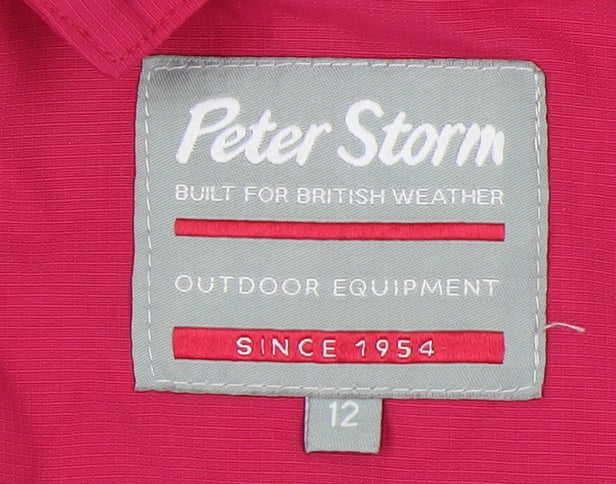 Peter Storm
BUILT FOR BRITISH WEATHER
OUTDOOR EQUIPMENT
SINCE 1954
12